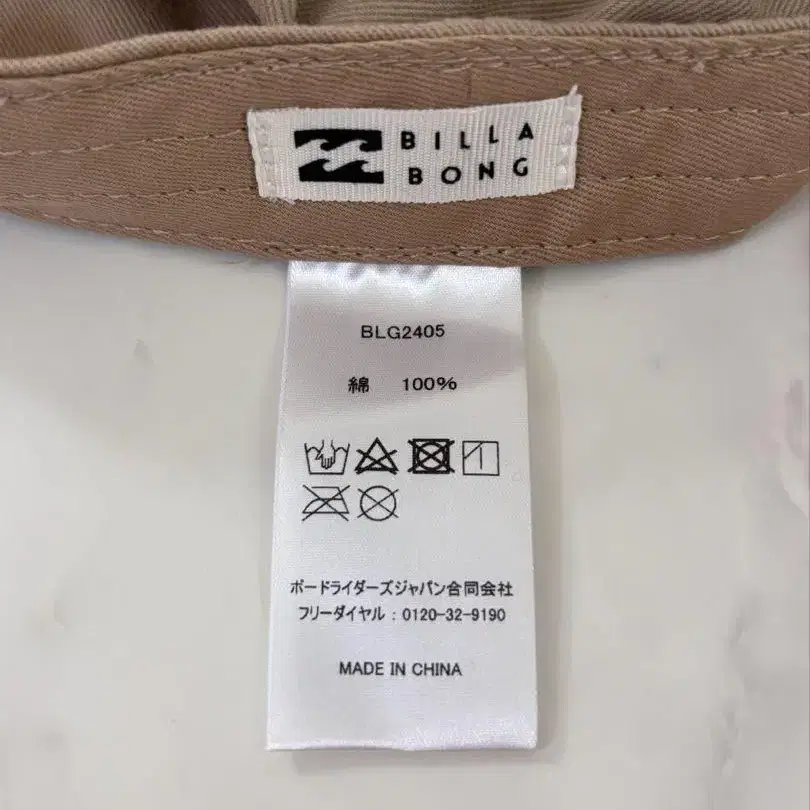 BILLA
BONG
BLG2405
綿 100%
ボードライダーズジャパン合同会社
フリーダイヤル：0120-32-9190
MADE IN CHINA